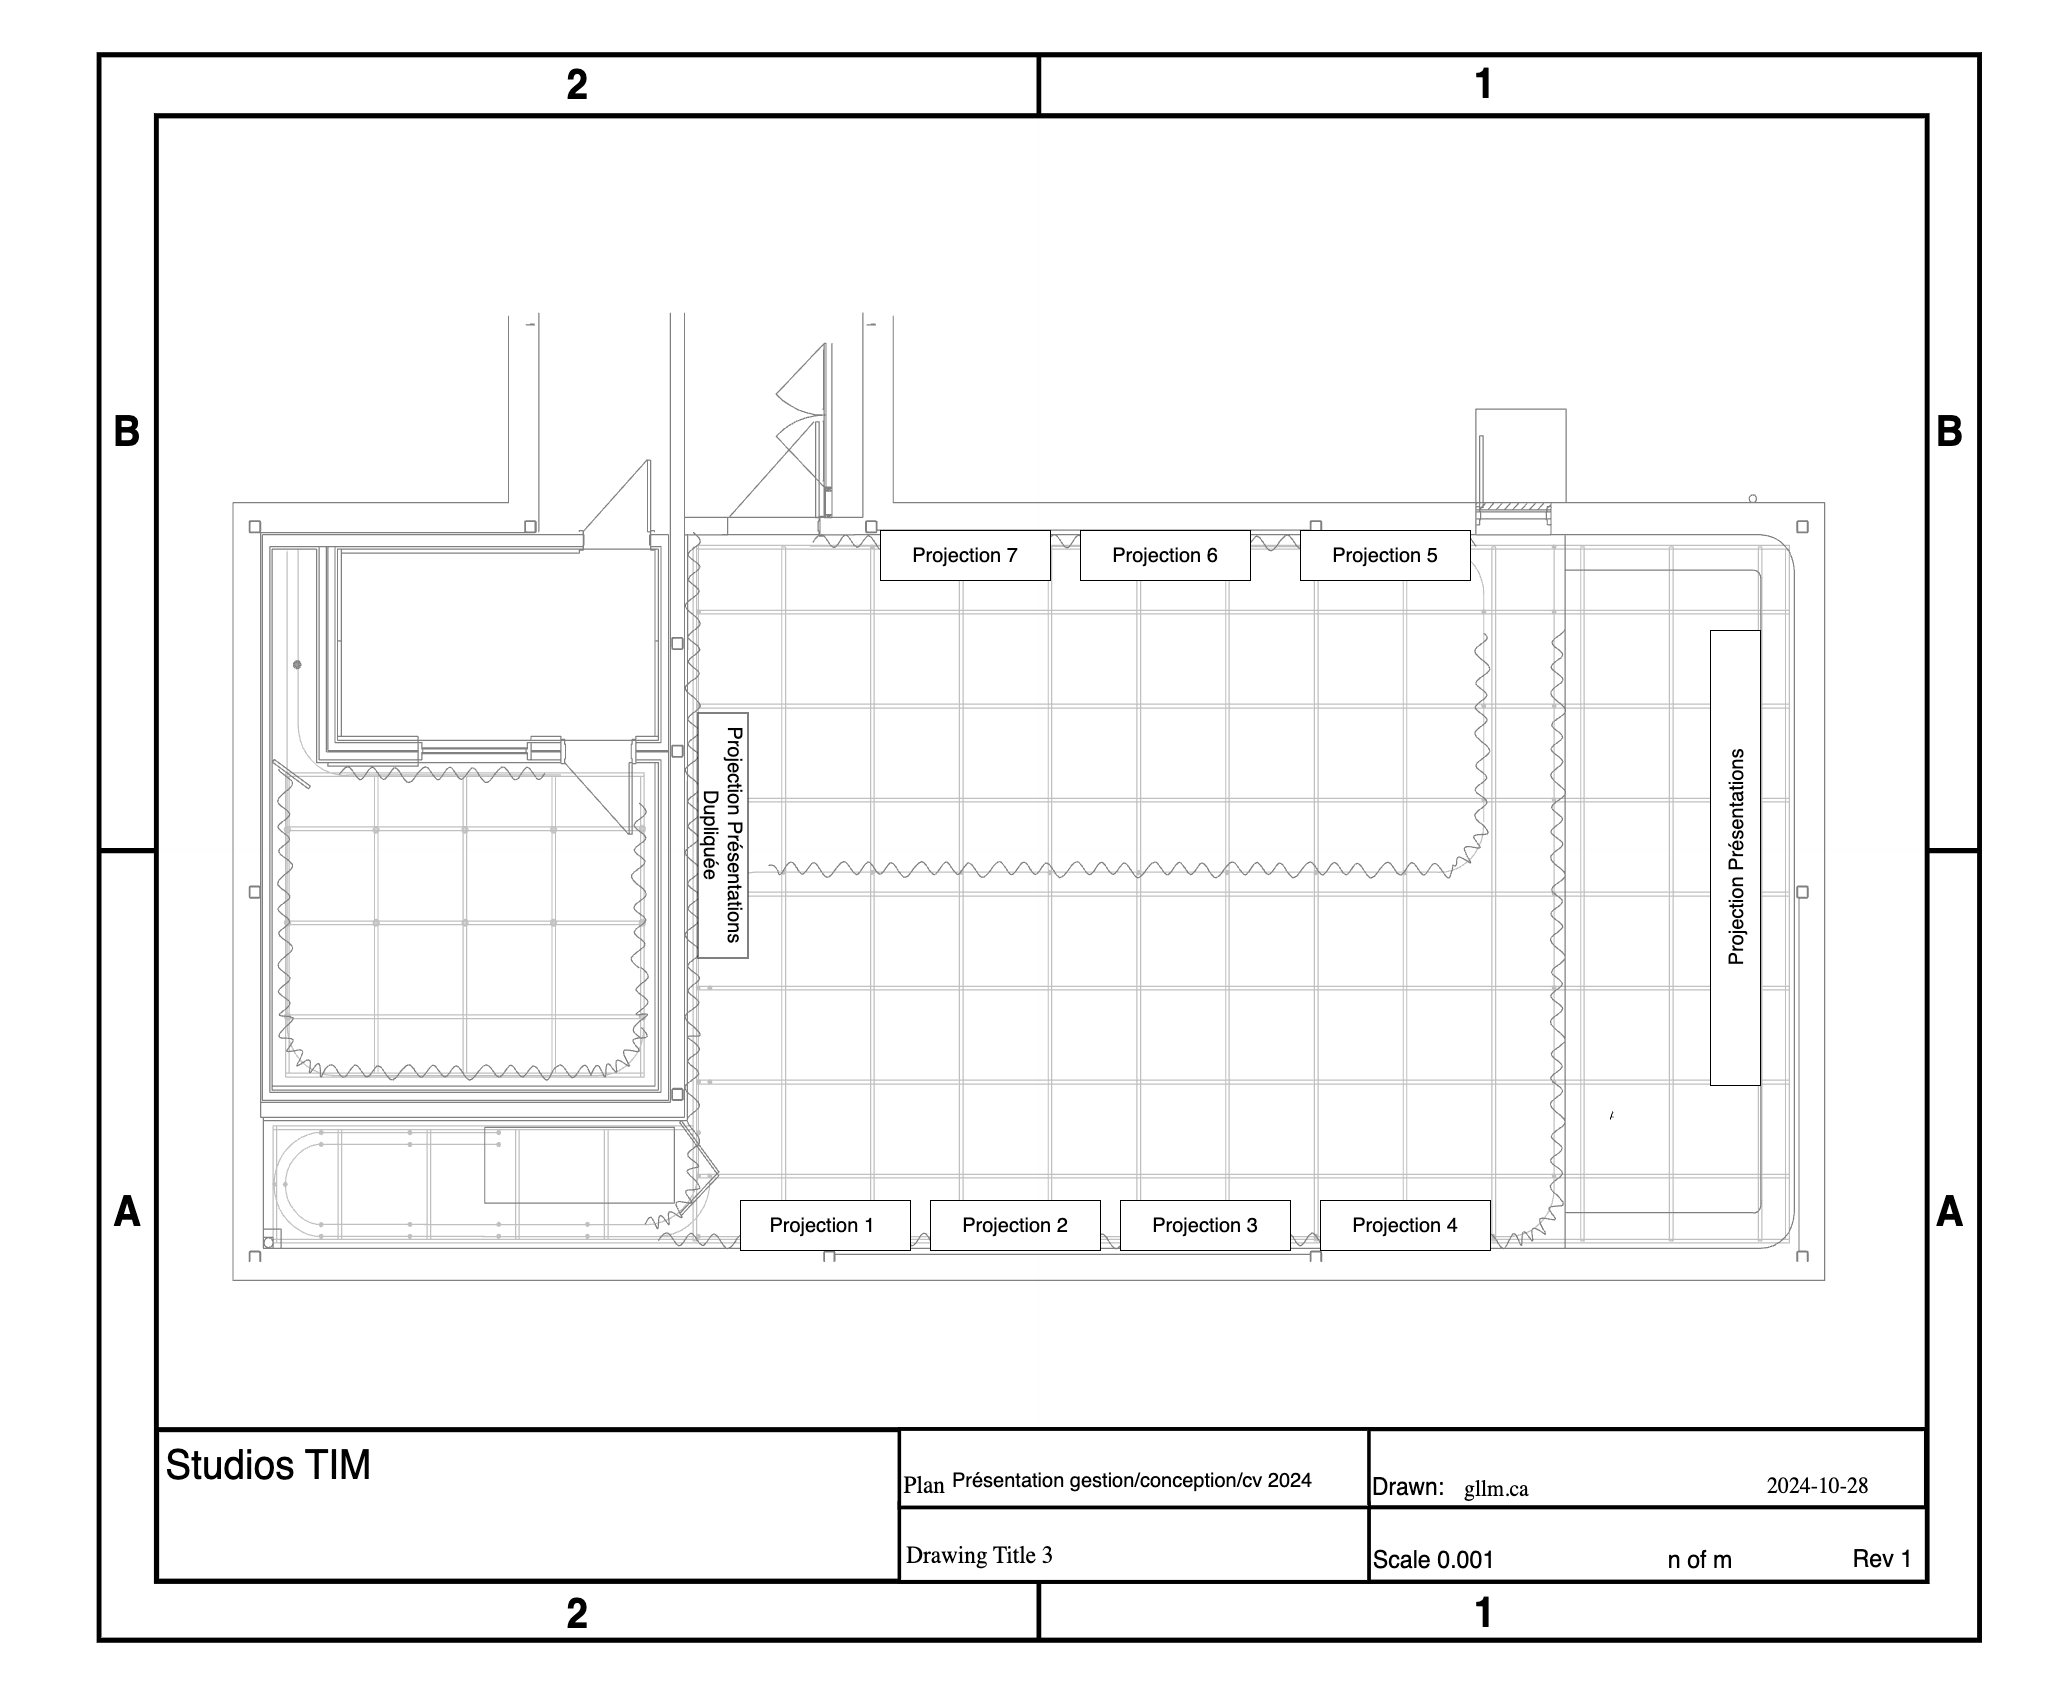 2
1
B
B
Projection 7
Projection 6
Projection 5
Projection Présentations
Dupliquée
Projection Présentations
A
A
Projection 1
Projection 2
Projection 3
Projection 4
Studios TIM
Plan Présentation gestion/conception/cv 2024
Drawn: gllm.ca 2024-10-28
Drawing Title 3
Scale 0.001 n of m Rev 1
2
1